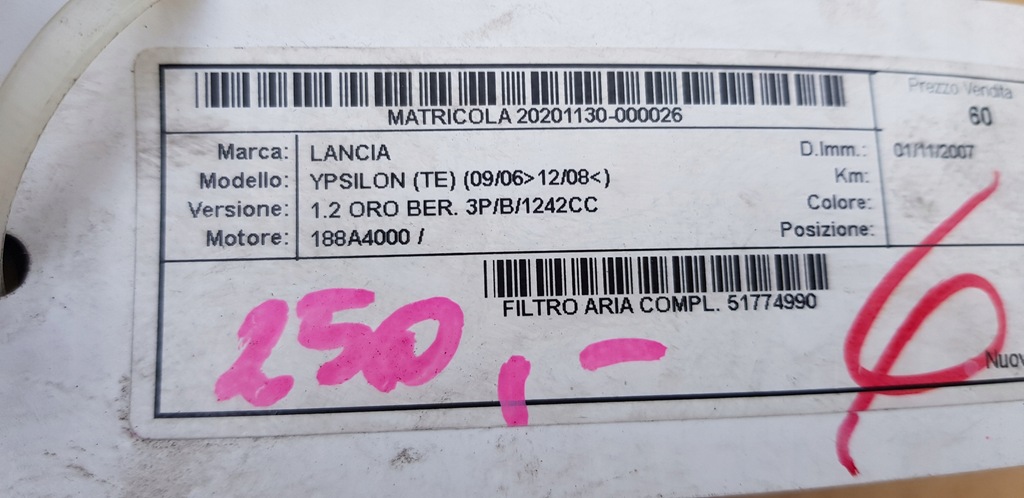 Prezzo Vendita
60
MATRICOLA 20201130-000026
Marca: LANCIA
D.Imm.: 01/11/2007
Modello: YPSILON (TE) (09/06>12/08<)
Km:
Versione: 1.2 ORO BER. 3P/B/1242CC
Colore:
Motore: 188A4000 /
Posizione:
FILTRO ARIA COMPL. 51774990
250,-